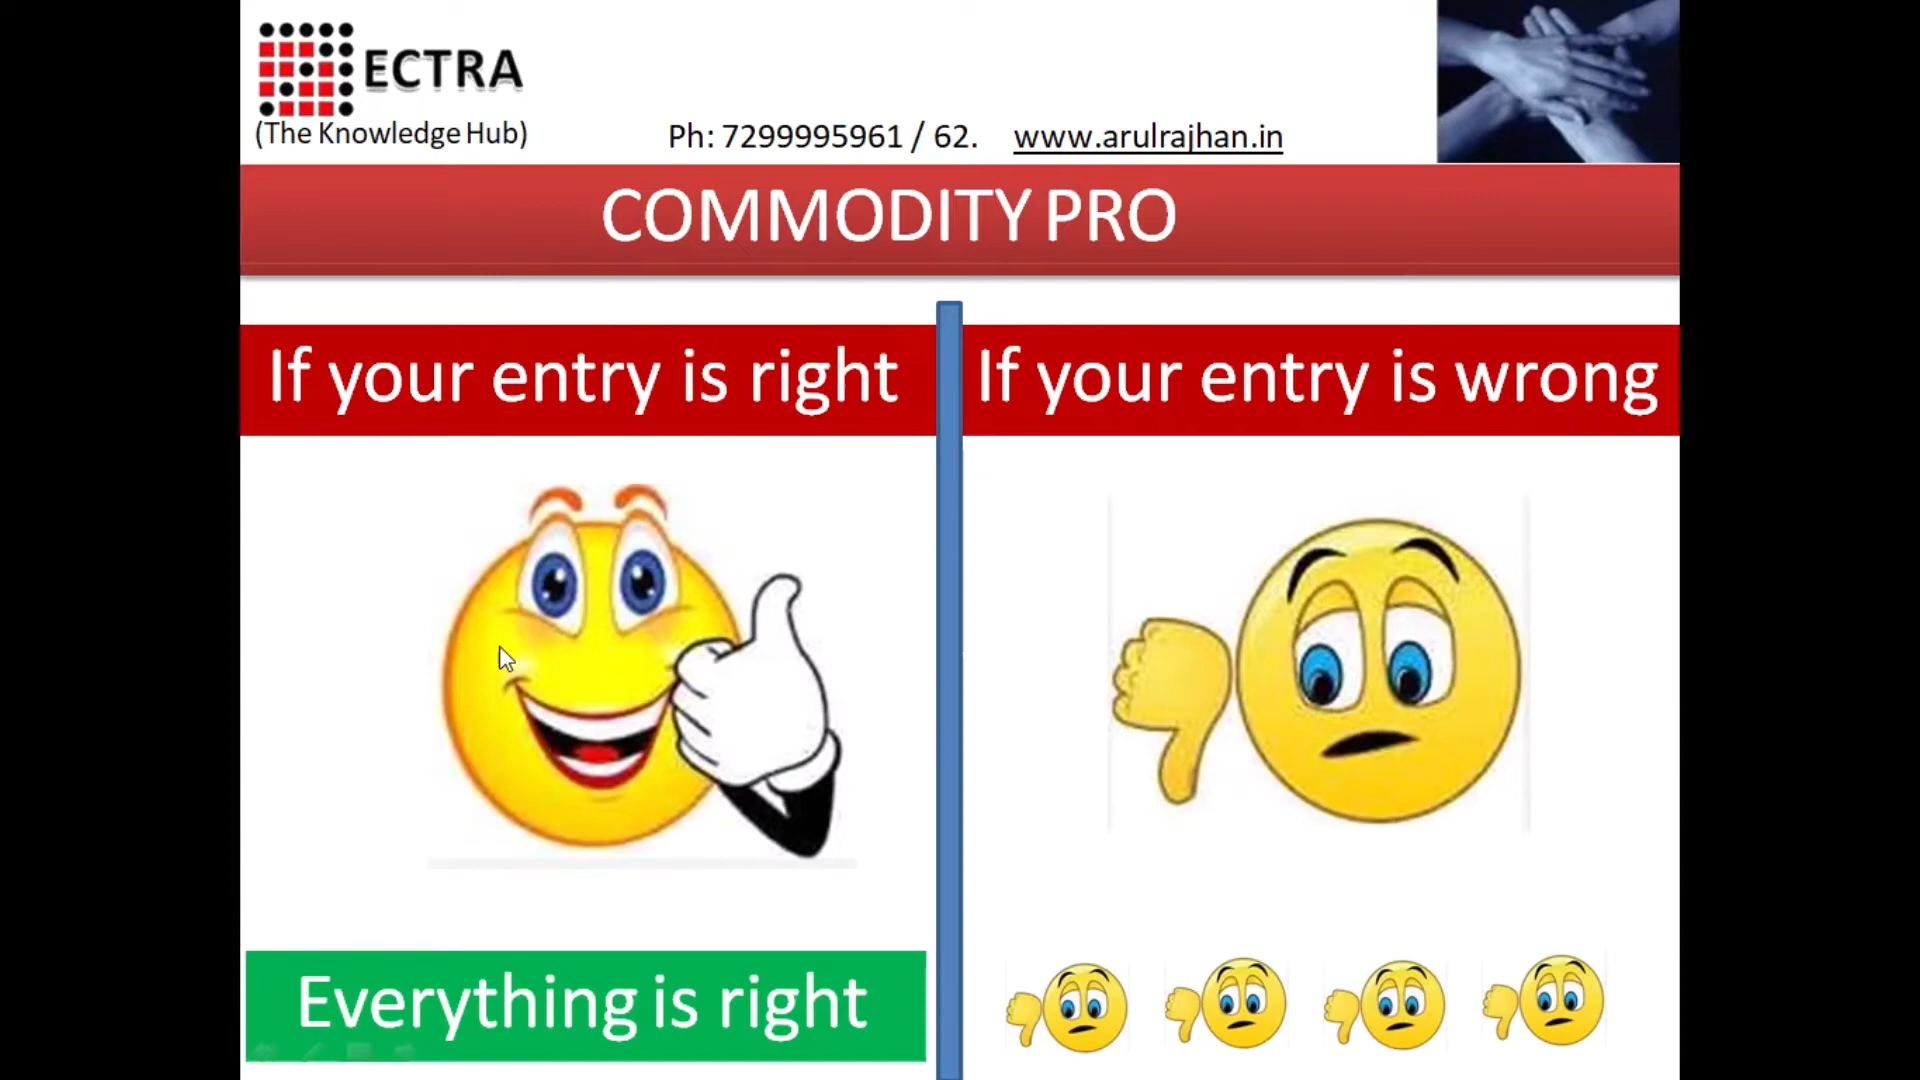 ECTRA
(The Knowledge Hub)
Ph: 7299995961 / 62. www.arulrajhan.in
COMMODITY PRO
If your entry is right
If your entry is wrong
Everything is right